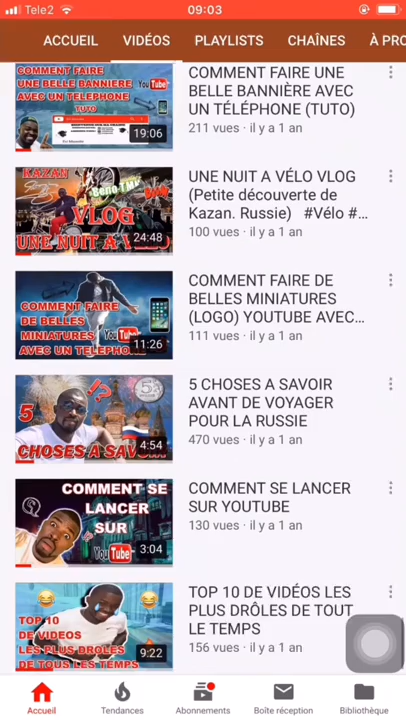 Tele2 09:03
ACCUEIL VIDÉOS PLAYLISTS CHAÎNES À PRO
COMMENT FAIRE
UNE BELLE BANNIÈRE
AVEC UN TELEPHONE
YouTube
TUTO
19:06
COMMENT FAIRE UNE
BELLE BANNIÈRE AVEC
UN TÉLÉPHONE (TUTO)
211 vues · il y a 1 an
KAZAN
Seno TMK
VLOG
UNE NUIT A VÉLO
24:48
UNE NUIT A VÉLO VLOG
(Petite découverte de
Kazan. Russie) #Vélo #...
100 vues · il y a 1 an
COMMENT FAIRE
DE BELLES
MINIATURES
YouTube
AVEC UN TELEPHONE
11:26
COMMENT FAIRE DE
BELLES MINIATURES
(LOGO) YOUTUBE AVEC...
111 vues · il y a 1 an
5
CHOSES A SAVOIR
4:54
5 CHOSES A SAVOIR
AVANT DE VOYAGER
POUR LA RUSSIE
470 vues · il y a 1 an
COMMENT SE
LANCER
SUR
YouTube
3:04
COMMENT SE LANCER
SUR YOUTUBE
130 vues · il y a 1 an
TOP 10
DE VIDEOS
LES PLUS DROLES
DE TOUS LES TEMPS
9:22
TOP 10 DE VIDÉOS LES
PLUS DRÔLES DE TOUT
LE TEMPS
156 vues · il y a 1 an
Accueil Tendances Abonnements Boîte réception Bibliothèque